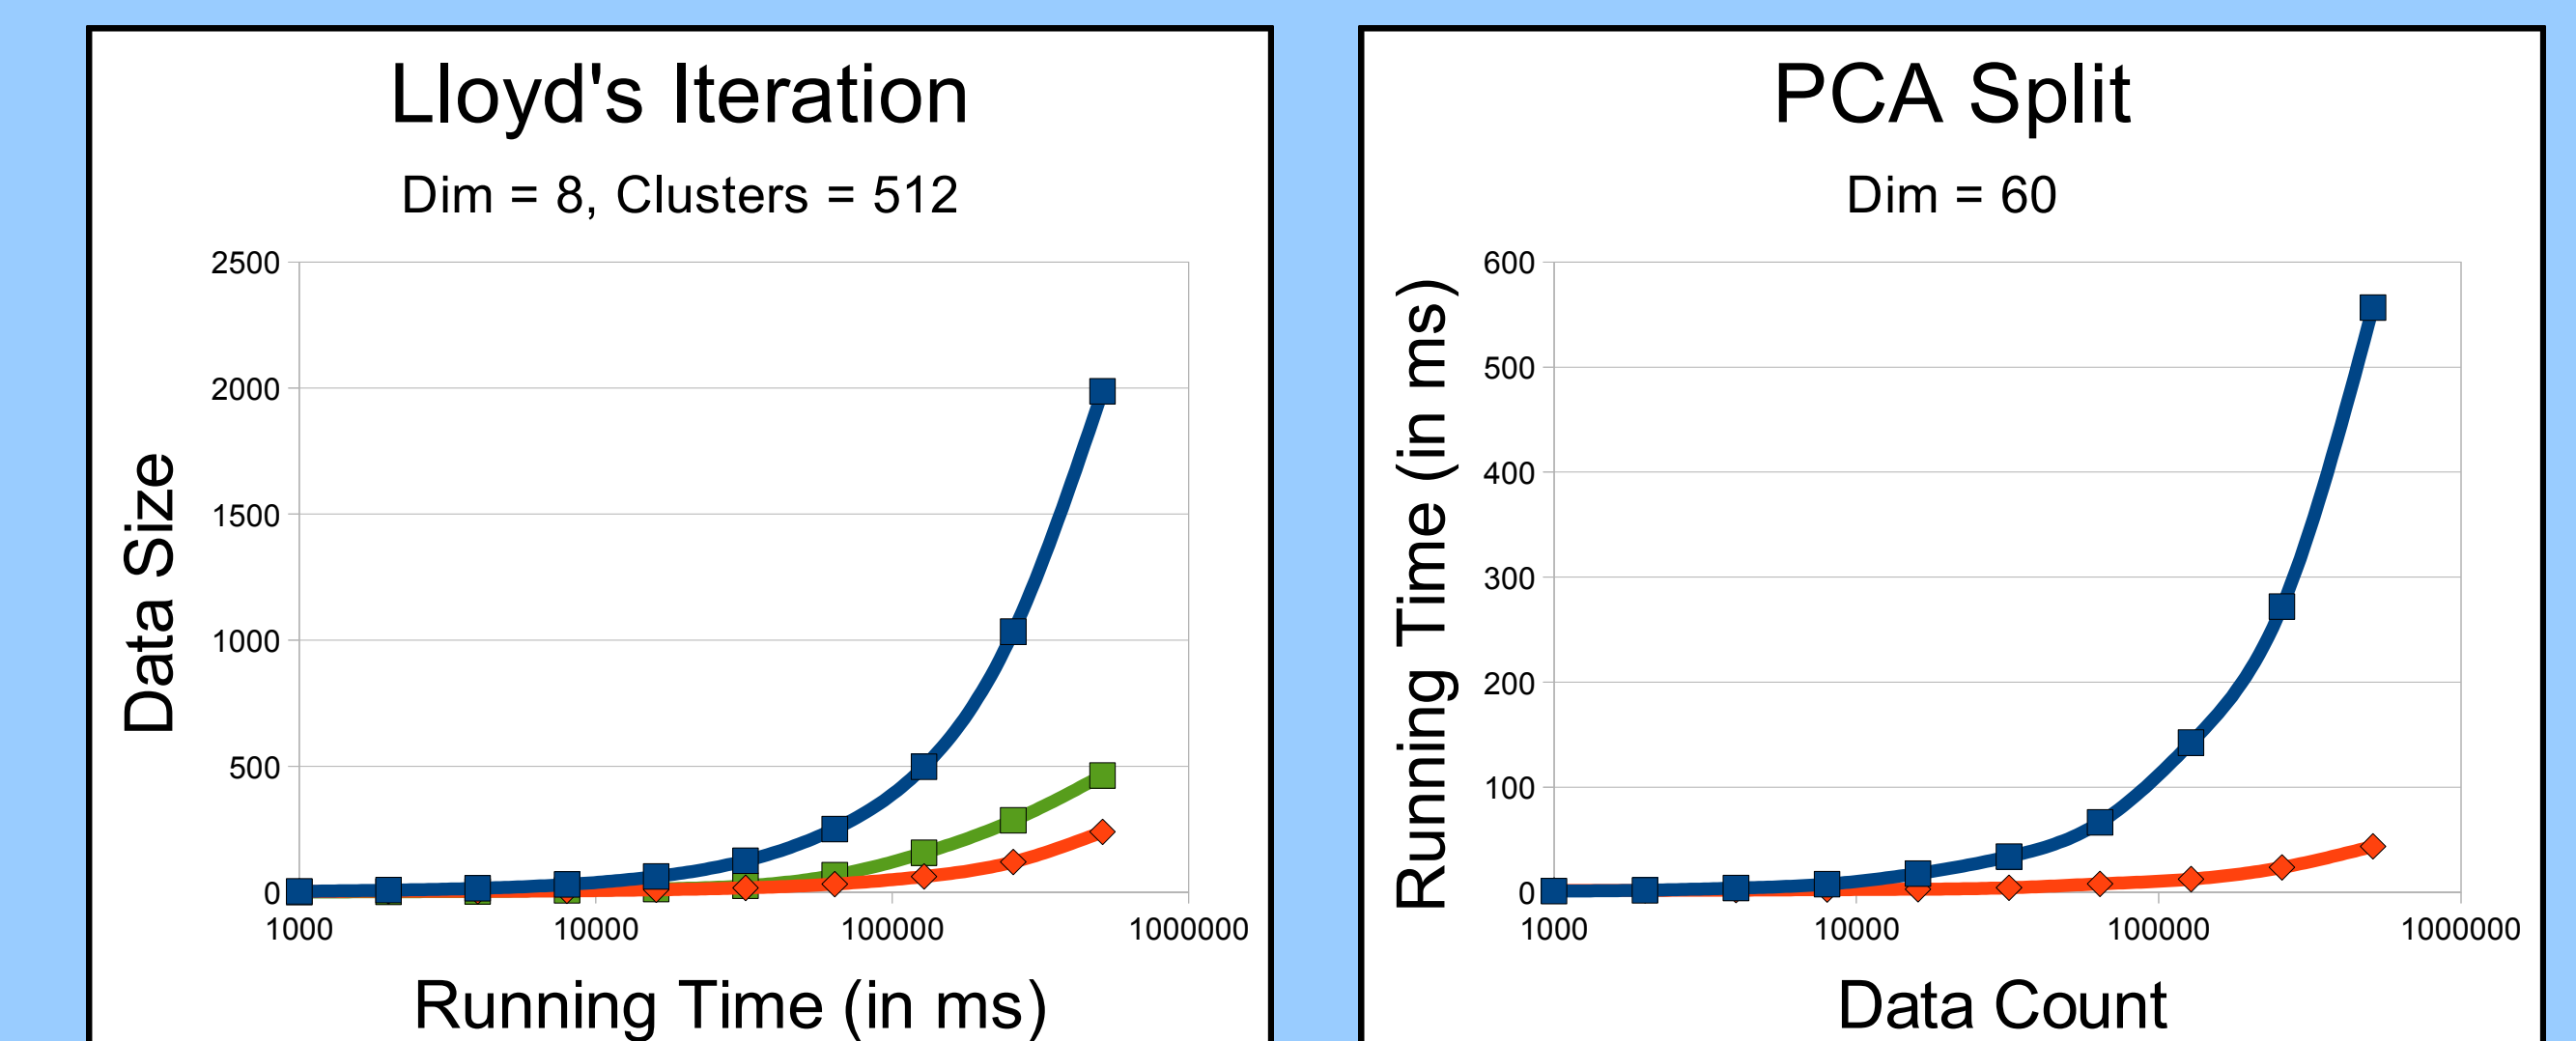 Lloyd's Iteration
Dim = 8, Clusters = 512
2500
2000
1500
1000
500
0
Data Size
1000 10000 100000 1000000
Running Time (in ms)
PCA Split
Dim = 60
600
500
400
300
200
100
0
Running Time (in ms)
1000 10000 100000 1000000
Data Count